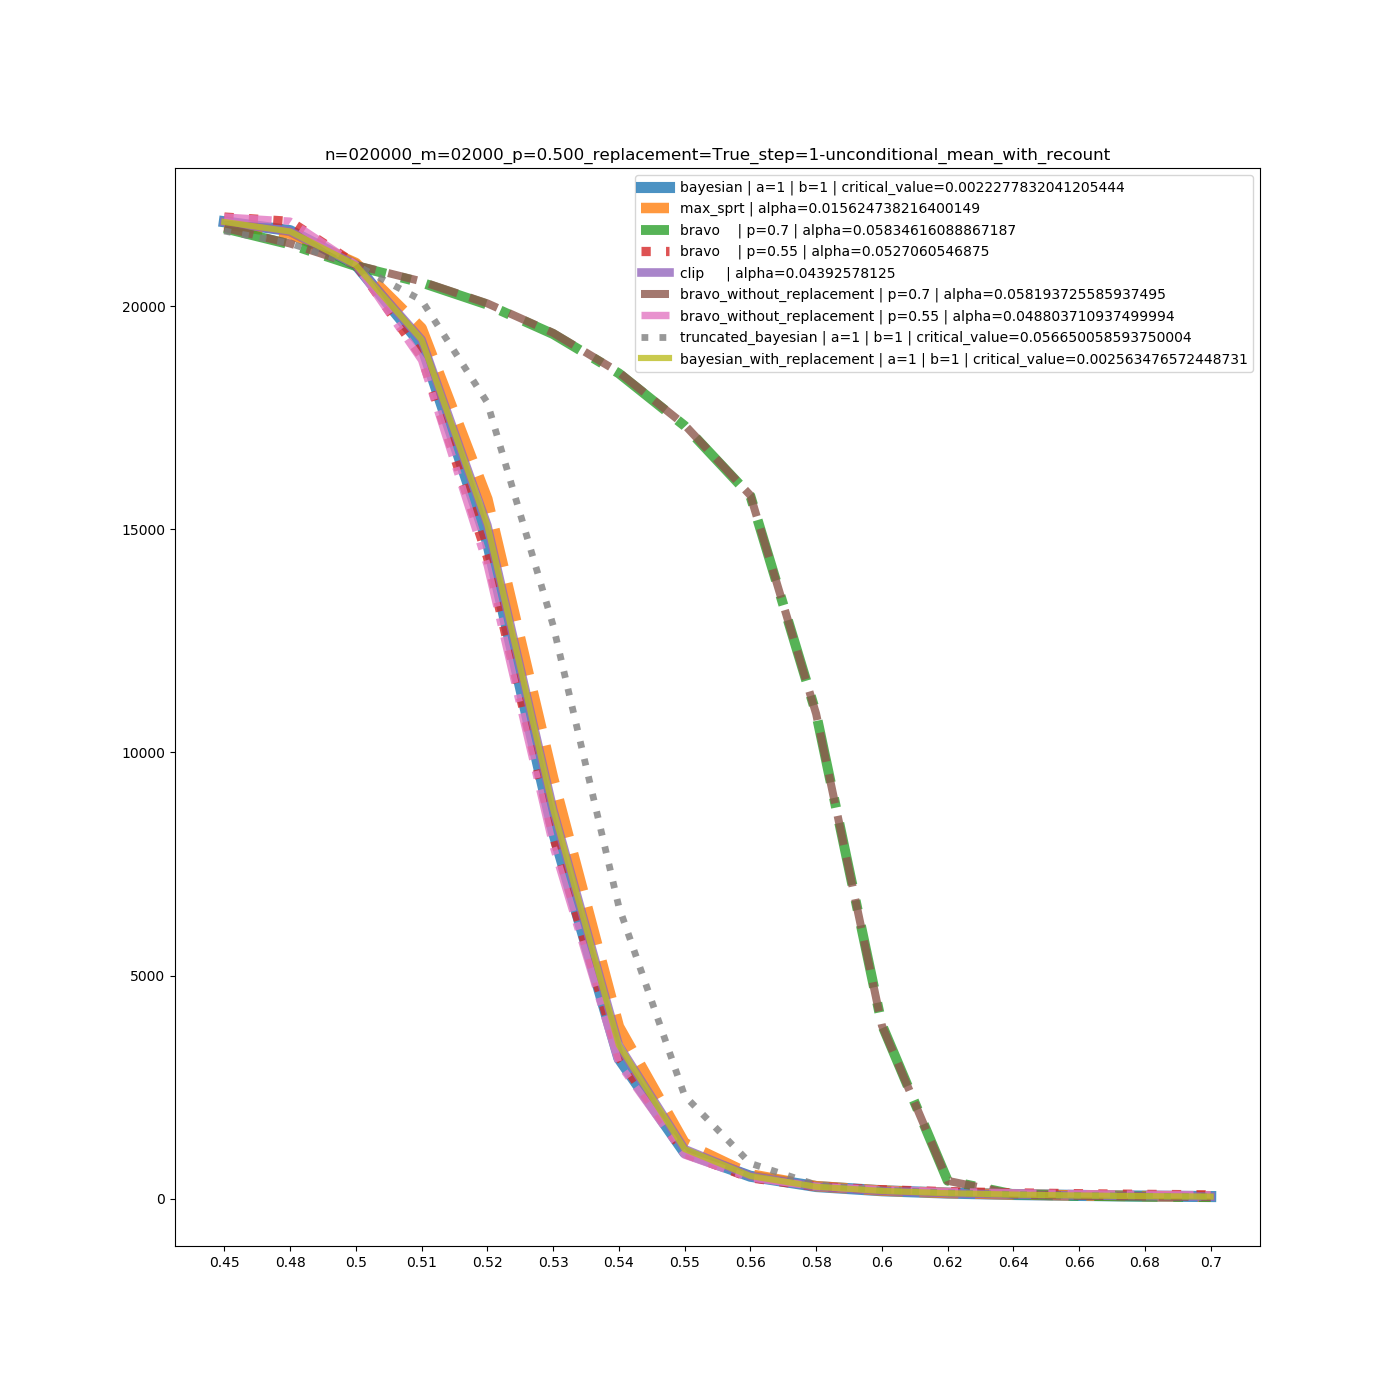 n=020000_m=02000_p=0.500_replacement=True_step=1-unconditional_mean_with_recount
bayesian | a=1 | b=1 | critical_value=0.0022277832041205444
max_sprt | alpha=0.015624738216400149
bravo    | p=0.7 | alpha=0.05834616088867187
bravo    | p=0.55 | alpha=0.0527060546875
clip     | alpha=0.04392578125
bravo_without_replacement | p=0.7 | alpha=0.058193725585937495
bravo_without_replacement | p=0.55 | alpha=0.048803710937499994
truncated_bayesian | a=1 | b=1 | critical_value=0.056650058593750004
bayesian_with_replacement | a=1 | b=1 | critical_value=0.002563476572448731
20000
15000
10000
5000
0
0.45 0.48 0.5 0.51 0.52 0.53 0.54 0.55 0.56 0.58 0.6 0.62 0.64 0.66 0.68 0.7